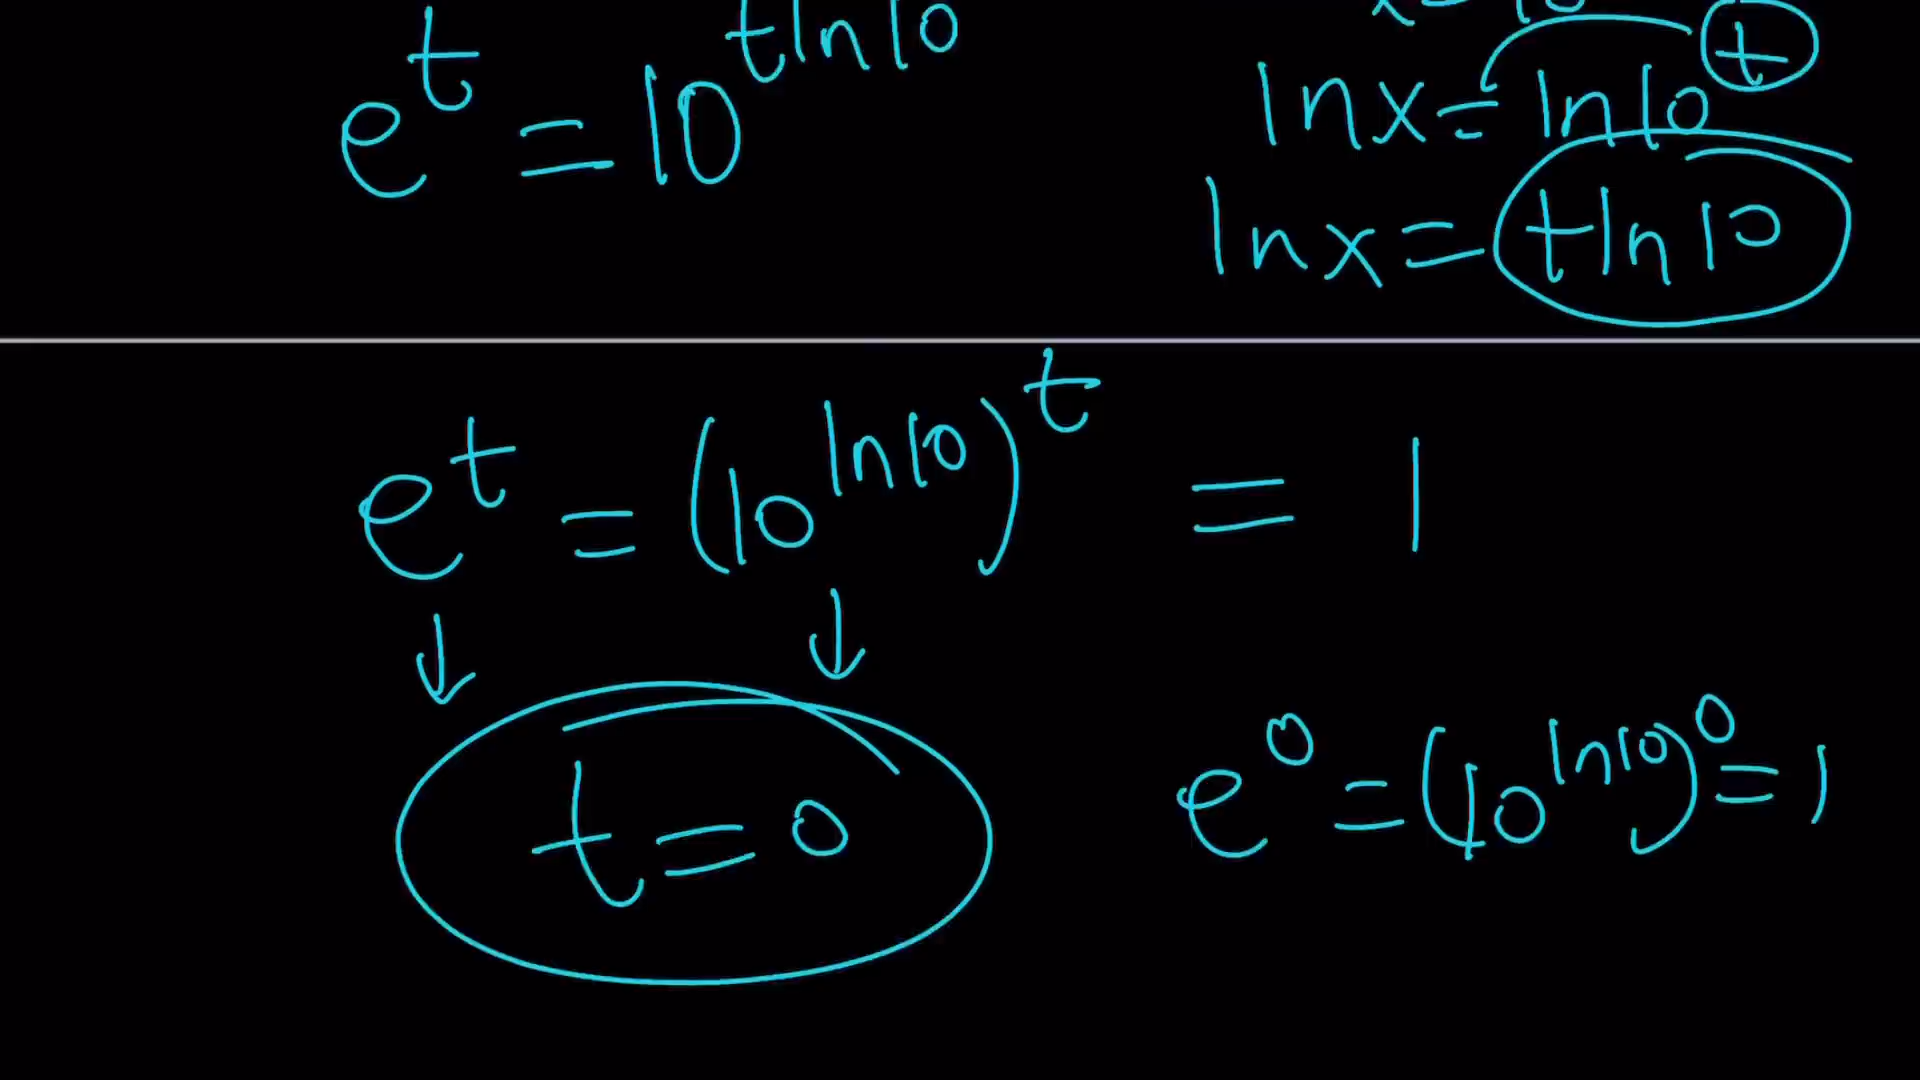 e^t = 10^{t ln 10}
x = 10^t
ln x = ln 10
ln x = t ln 10
e^t = (10^{ln 10})^t = 1
↓ ↓
t = 0
e^0 = (10^{ln 10})^0 = 1